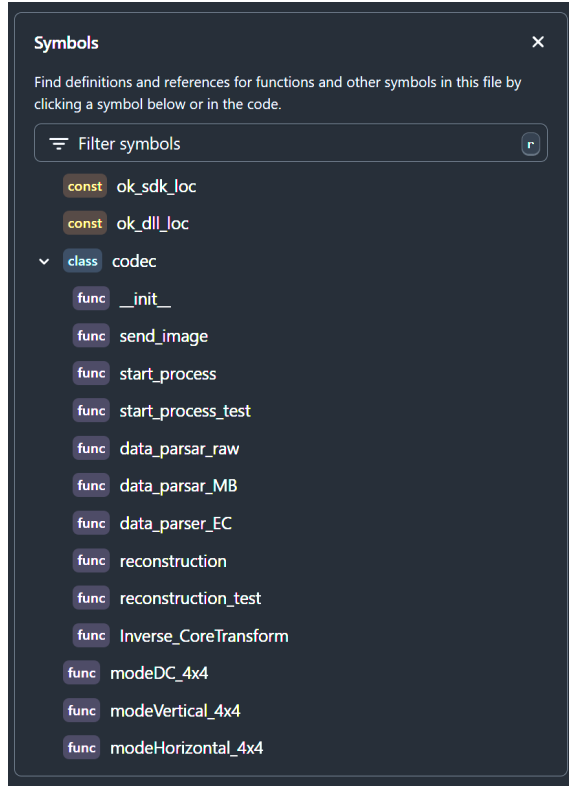 Symbols
Find definitions and references for functions and other symbols in this file by
clicking a symbol below or in the code.
Filter symbols r
const ok_sdk_loc
const ok_dll_loc
class codec
func __init__
func send_image
func start_process
func start_process_test
func data_parsar_raw
func data_parsar_MB
func data_parser_EC
func reconstruction
func reconstruction_test
func Inverse_CoreTransform
func modeDC_4x4
func modeVertical_4x4
func modeHorizontal_4x4